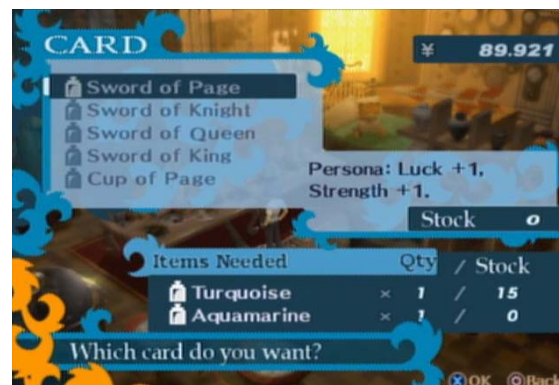 CARD
¥ 89.921
Sword of Page
Sword of Knight
Sword of Queen
Sword of King
Cup of Page
Persona: Luck +1,
Strength +1.
Stock 0
Items Needed Qty / Stock
Turquoise × 1 / 15
Aquamarine × 1 / 0
Which card do you want?
OK Back